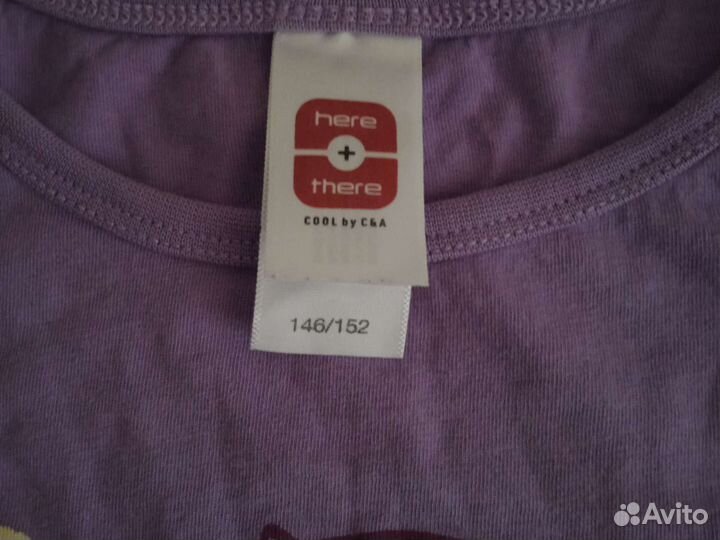 here
+
there
COOL by C&A
146/152
Avito